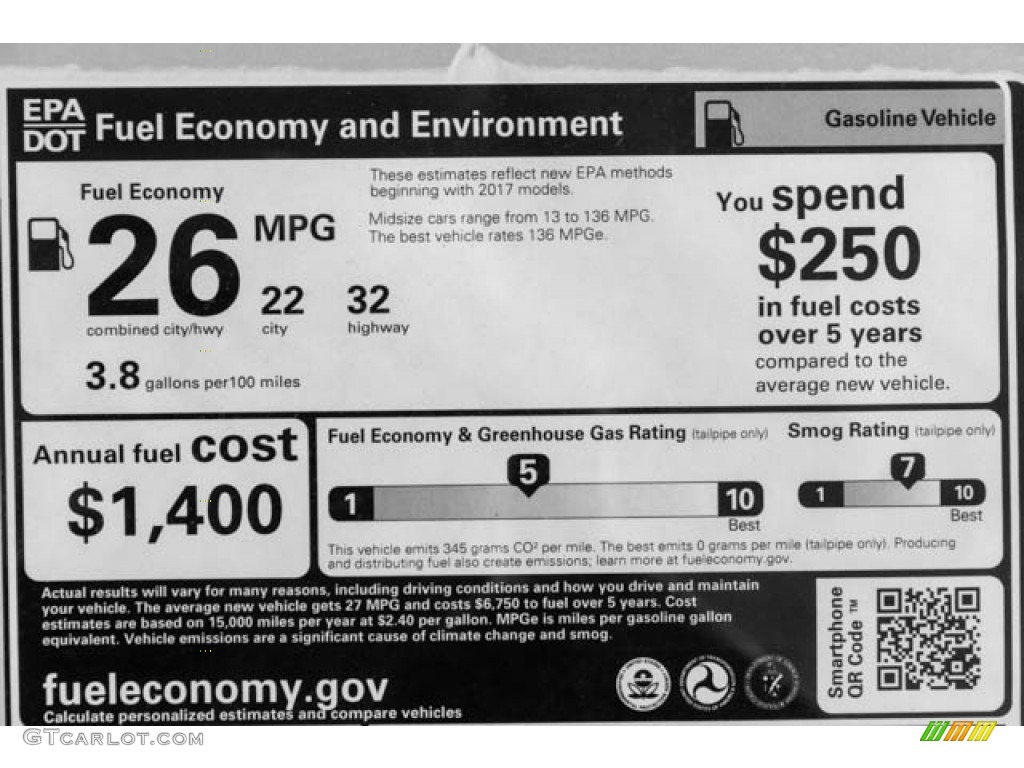 EPA
DOT Fuel Economy and Environment
Gasoline Vehicle
Fuel Economy
26 MPG
combined city/hwy
22
city
32
highway
3.8 gallons per100 miles
These estimates reflect new EPA methods
beginning with 2017 models.
Midsize cars range from 13 to 136 MPG.
The best vehicle rates 136 MPGe.
You spend
$250
in fuel costs
over 5 years
compared to the
average new vehicle.
Annual fuel cost
$1,400
Fuel Economy & Greenhouse Gas Rating (tailpipe only)
5
1
10
Best
Smog Rating (tailpipe only)
7
1
10
Best
This vehicle emits 345 grams CO² per mile. The best emits 0 grams per mile (tailpipe only). Producing
and distributing fuel also create emissions; learn more at fueleconomy.gov.
Actual results will vary for many reasons, including driving conditions and how you drive and maintain
your vehicle. The average new vehicle gets 27 MPG and costs $6,750 to fuel over 5 years. Cost
estimates are based on 15,000 miles per year at $2.40 per gallon. MPGe is miles per gasoline gallon
equivalent. Vehicle emissions are a significant cause of climate change and smog.
fueleconomy.gov
Calculate personalized estimates and compare vehicles
Smartphone
QR Code ™
GTcarlot.com